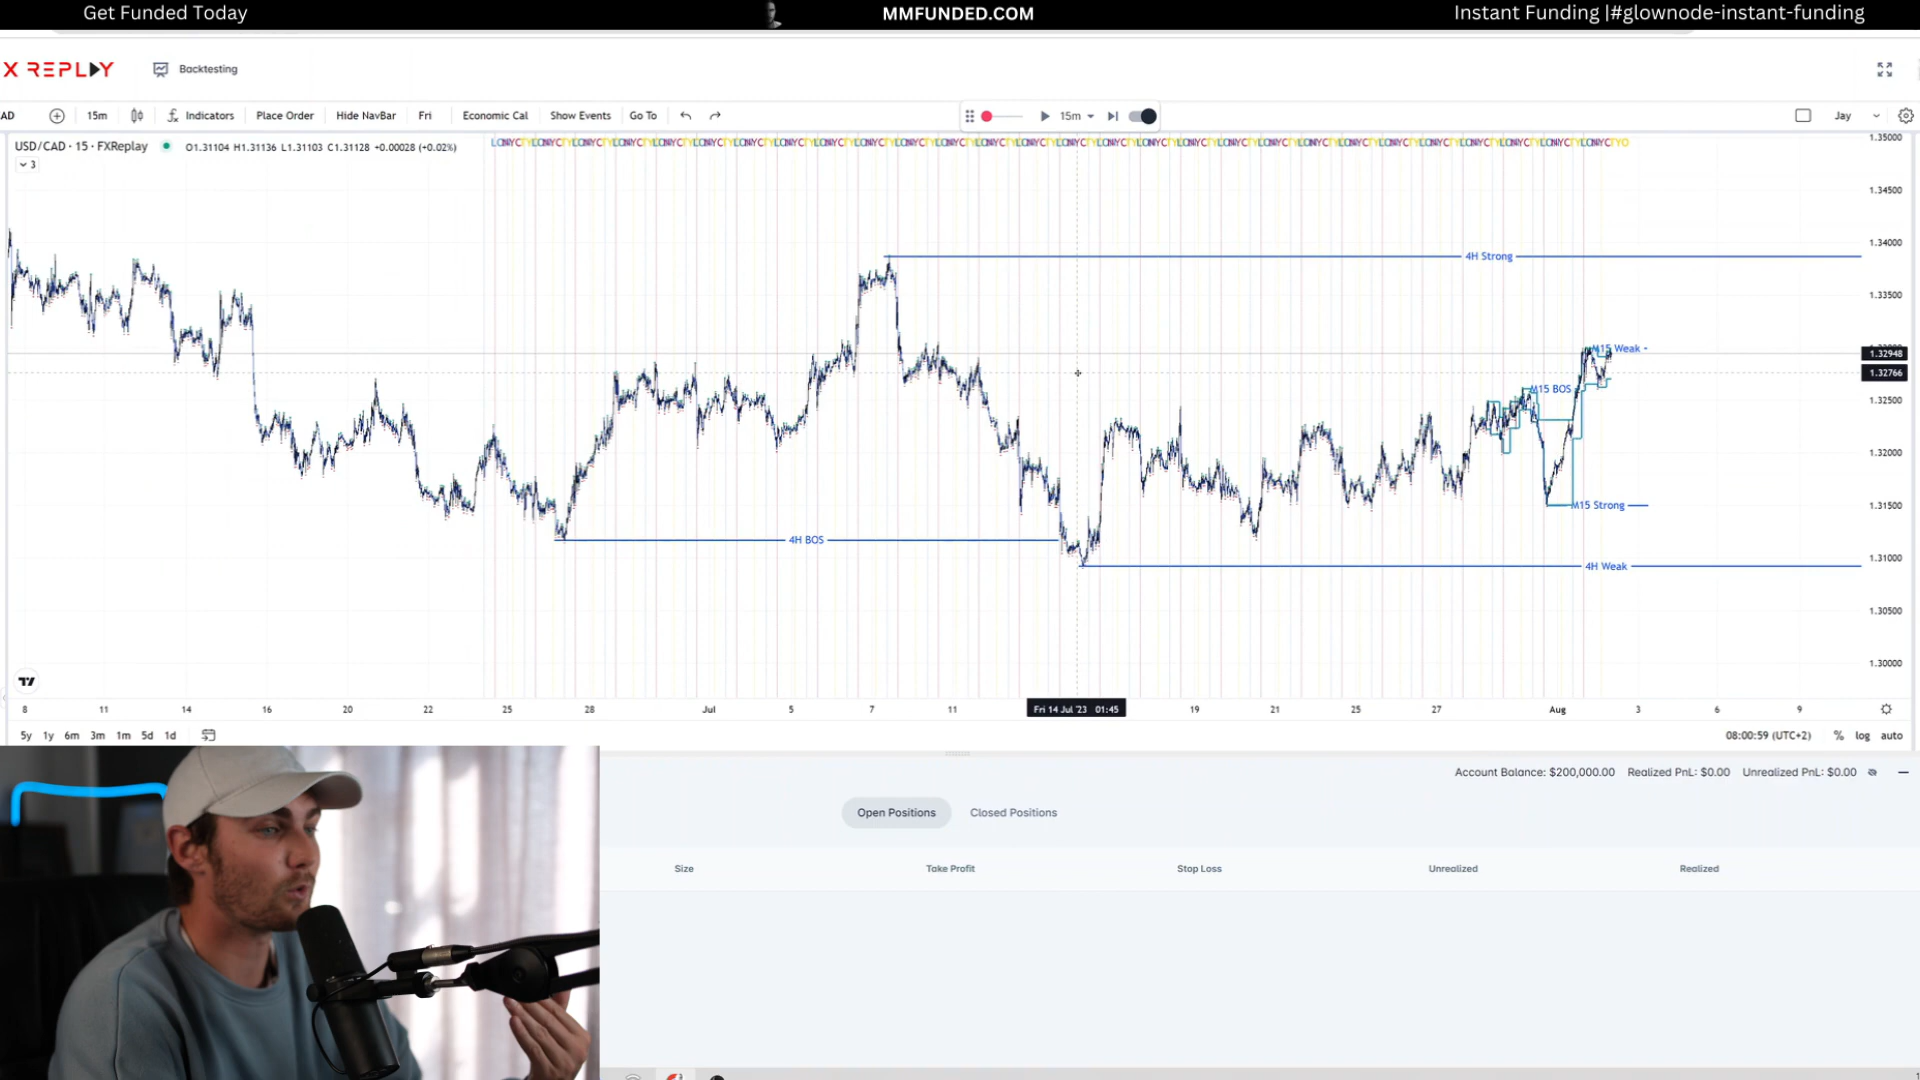 Get Funded Today
MMFUNDED.COM
Instant Funding |#glownode-instant-funding
X REPLAY
Backtesting
AD
15m
Indicators
Place Order
Hide NavBar
Fri
Economic Cal
Show Events
Go To
15m
Jay
USD/CAD · 15 · FXReplay
O1.31104 H1.31136 L1.31103 C1.31128 +0.00028 (+0.02%)
3
1.35000
1.34500
1.34000
1.33500
1.32948
1.32766
1.32500
1.32000
1.31500
1.31000
1.30500
1.30000
4H Strong
M15 Weak
M15 BOS
M15 Strong
4H BOS
4H Weak
8
11
14
16
20
22
25
28
Jul
5
7
11
Fri 14 Jul '23 01:45
19
21
25
27
Aug
3
6
9
5y 1y 6m 3m 1m 5d 1d
08:00:59 (UTC+2)
% log auto
Account Balance: $200,000.00 Realized PnL: $0.00 Unrealized PnL: $0.00
Open Positions
Closed Positions
Size
Take Profit
Stop Loss
Unrealized
Realized